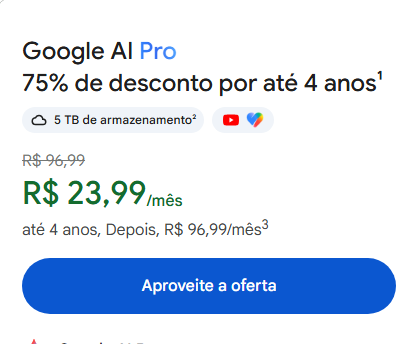 Google AI Pro
75% de desconto por até 4 anos¹
5 TB de armazenamento²
R$ 96,99
R$ 23,99/mês
até 4 anos, Depois, R$ 96,99/mês³
Aproveite a oferta